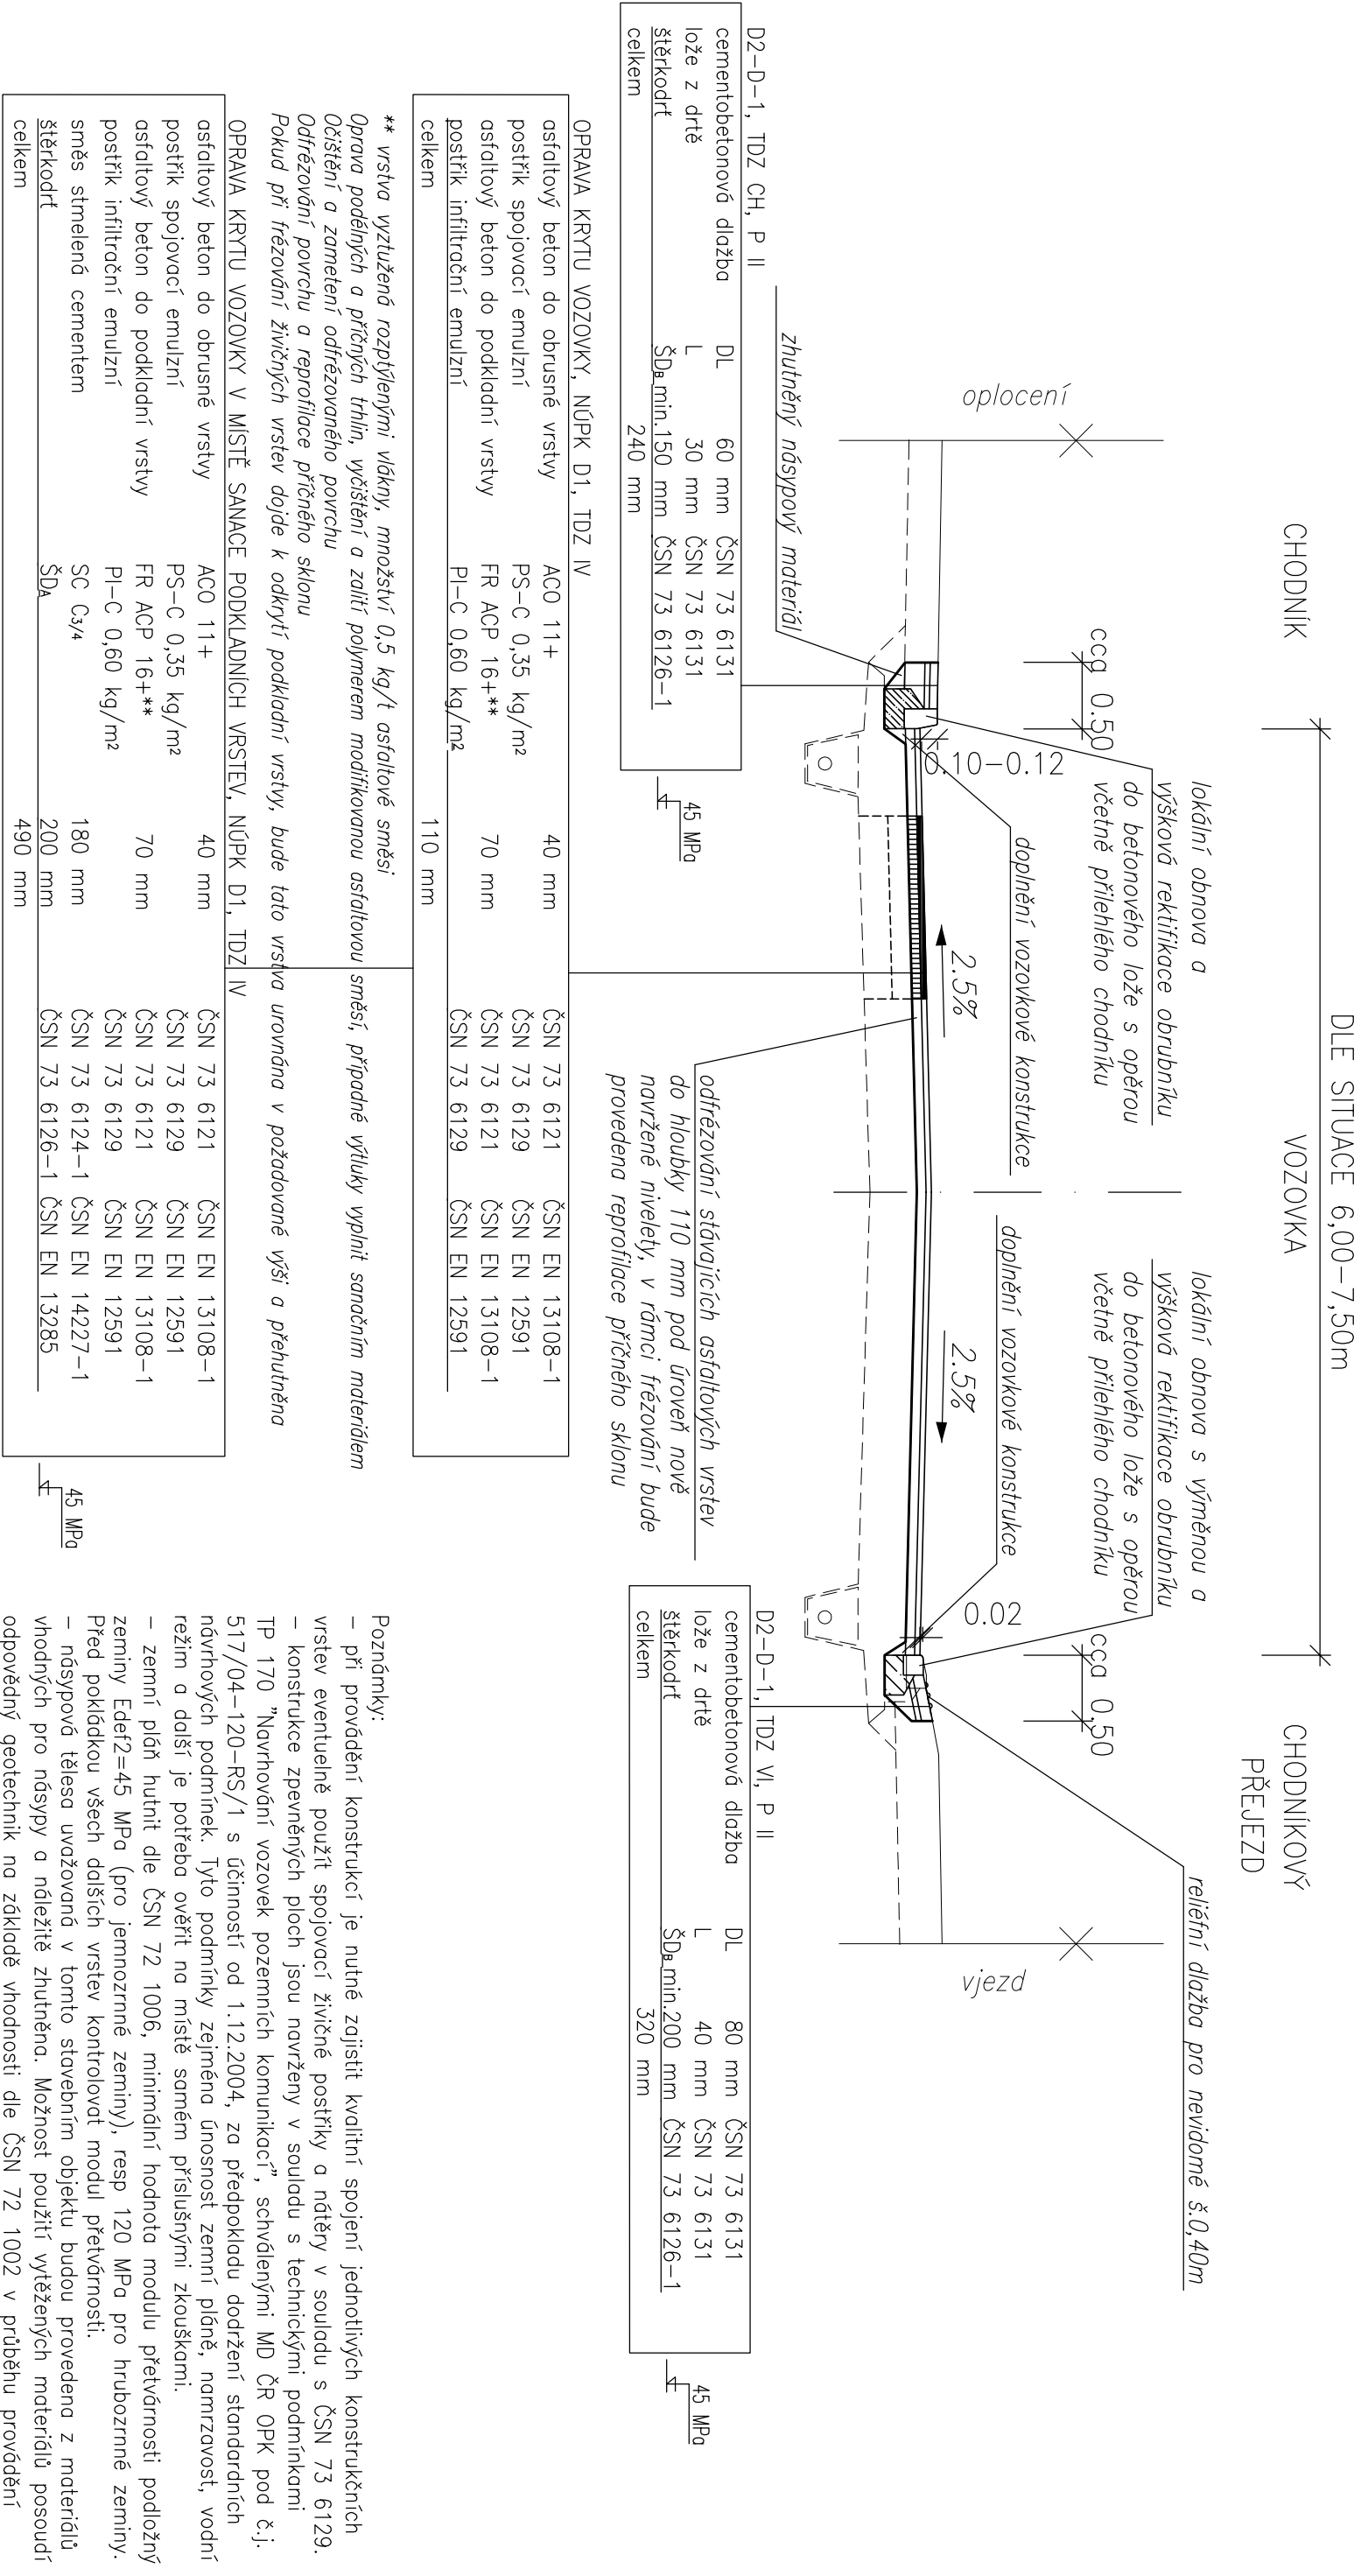 DLE SITUACE 6,00-7,50m
CHODNÍK
VOZOVKA
CHODNÍKOVÝ
PŘEJEZD
lokální obnova a
výšková rektifikace obrubníku
do betonového lože s opěrou
včetně přilehlého chodníku
lokální obnova s výměnou a
výšková rektifikace obrubníku
do betonového lože s opěrou
včetně přilehlého chodníku
reliéfní dlažba pro nevidomé š.0,40m
cca 0.50
cca 0,50
oplocení
0.10-0.12
doplnění vozovkové konstrukce
doplnění vozovkové konstrukce
2.5%
2.5%
0.02
vjezd
zhutněný násypový materiál
D2-D-1, TDZ CH, P II
cementobetonová dlažba DL 60 mm ČSN 73 6131
lože z drtě L 30 mm ČSN 73 6131
štěrkodrť ŠDB min.150 mm ČSN 73 6126-1
celkem 240 mm
45 MPa
odfrézování stávajících asfaltových vrstev
do hloubky 110 mm pod úroveň nově
navržené nivelety, v rámci frézování bude
provedena reprofilace příčného sklonu
D2-D-1, TDZ VI, P II
cementobetonová dlažba DL 80 mm ČSN 73 6131
lože z drtě L 40 mm ČSN 73 6131
štěrkodrť ŠDB min.200 mm ČSN 73 6126-1
celkem 320 mm
45 MPa
OPRAVA KRYTU VOZOVKY, NÚPK D1, TDZ IV
asfaltový beton do obrusné vrstvy ACO 11+ 40 mm ČSN 73 6121 ČSN EN 13108-1
postřik spojovací emulzní PS-C 0,35 kg/m² ČSN 73 6129 ČSN EN 12591
asfaltový beton do podkladní vrstvy FR ACP 16+** 70 mm ČSN 73 6121 ČSN EN 13108-1
postřik infiltrační emulzní PI-C 0,60 kg/m² ČSN 73 6129 ČSN EN 12591
celkem 110 mm
** vrstva vyztužená rozptýlenými vlákny, množství 0,5 kg/t asfaltové směsi
Oprava podélných a příčných trhlin, vyčištění a zalití polymerem modifikovanou asfaltovou směsí, případné výtluky vyplnit sanačním materiálem
Očištění a zametení odfrézovaného povrchu
Odfrézování povrchu a reprofilace příčného sklonu
Pokud při frézování živičných vrstev dojde k odkrytí podkladní vrstvy, bude tato vrstva urovnána v požadované výši a přehutněna
OPRAVA KRYTU VOZOVKY V MÍSTĚ SANACE PODKLADNÍCH VRSTEV, NÚPK D1, TDZ IV
asfaltový beton do obrusné vrstvy ACO 11+ 40 mm ČSN 73 6121 ČSN EN 13108-1
postřik spojovací emulzní PS-C 0,35 kg/m² ČSN 73 6129 ČSN EN 12591
asfaltový beton do podkladní vrstvy FR ACP 16+** 70 mm ČSN 73 6121 ČSN EN 13108-1
postřik infiltrační emulzní PI-C 0,60 kg/m² ČSN 73 6129 ČSN EN 12591
směs stmelená cementem SC C3/4 180 mm ČSN 73 6124-1 ČSN EN 14227-1
štěrkodrť ŠDA 200 mm ČSN 73 6126-1 ČSN EN 13285
celkem 490 mm
45 MPa
Poznámky:
- při provádění konstrukcí je nutné zajistit kvalitní spojení jednotlivých konstrukčních
vrstev eventuelně použít spojovací živičné postřiky a nátěry v souladu s ČSN 73 6129.
- konstrukce zpevněných ploch jsou navrženy v souladu s technickými podmínkami
TP 170 "Navrhování vozovek pozemních komunikací", schválenými MD ČR OPK pod č.j.
517/04-120-RS/1 s účinností od 1.12.2004, za předpokladu dodržení standardních
návrhových podmínek. Tyto podmínky zejména únosnost zemní pláně, namrzavost, vodní
režim a další je potřeba ověřit na místě samém příslušnými zkouškami.
- zemní pláň hutnit dle ČSN 72 1006, minimální hodnota modulu přetvárnosti podložný
zeminy Edef2=45 MPa (pro jemnozrnné zeminy), resp 120 MPa pro hrubozrnné zeminy.
Před pokládkou všech dalších vrstev kontrolovat modul přetvárnosti.
- násypová tělesa uvažovaná v tomto stavebním objektu budou provedena z materiálů
vhodných pro násypy a náležitě zhutněna. Možnost použití vytěžených materiálů posoudí
odpovědný geotechnik na základě vhodnosti dle ČSN 72 1002 v průběhu provádění